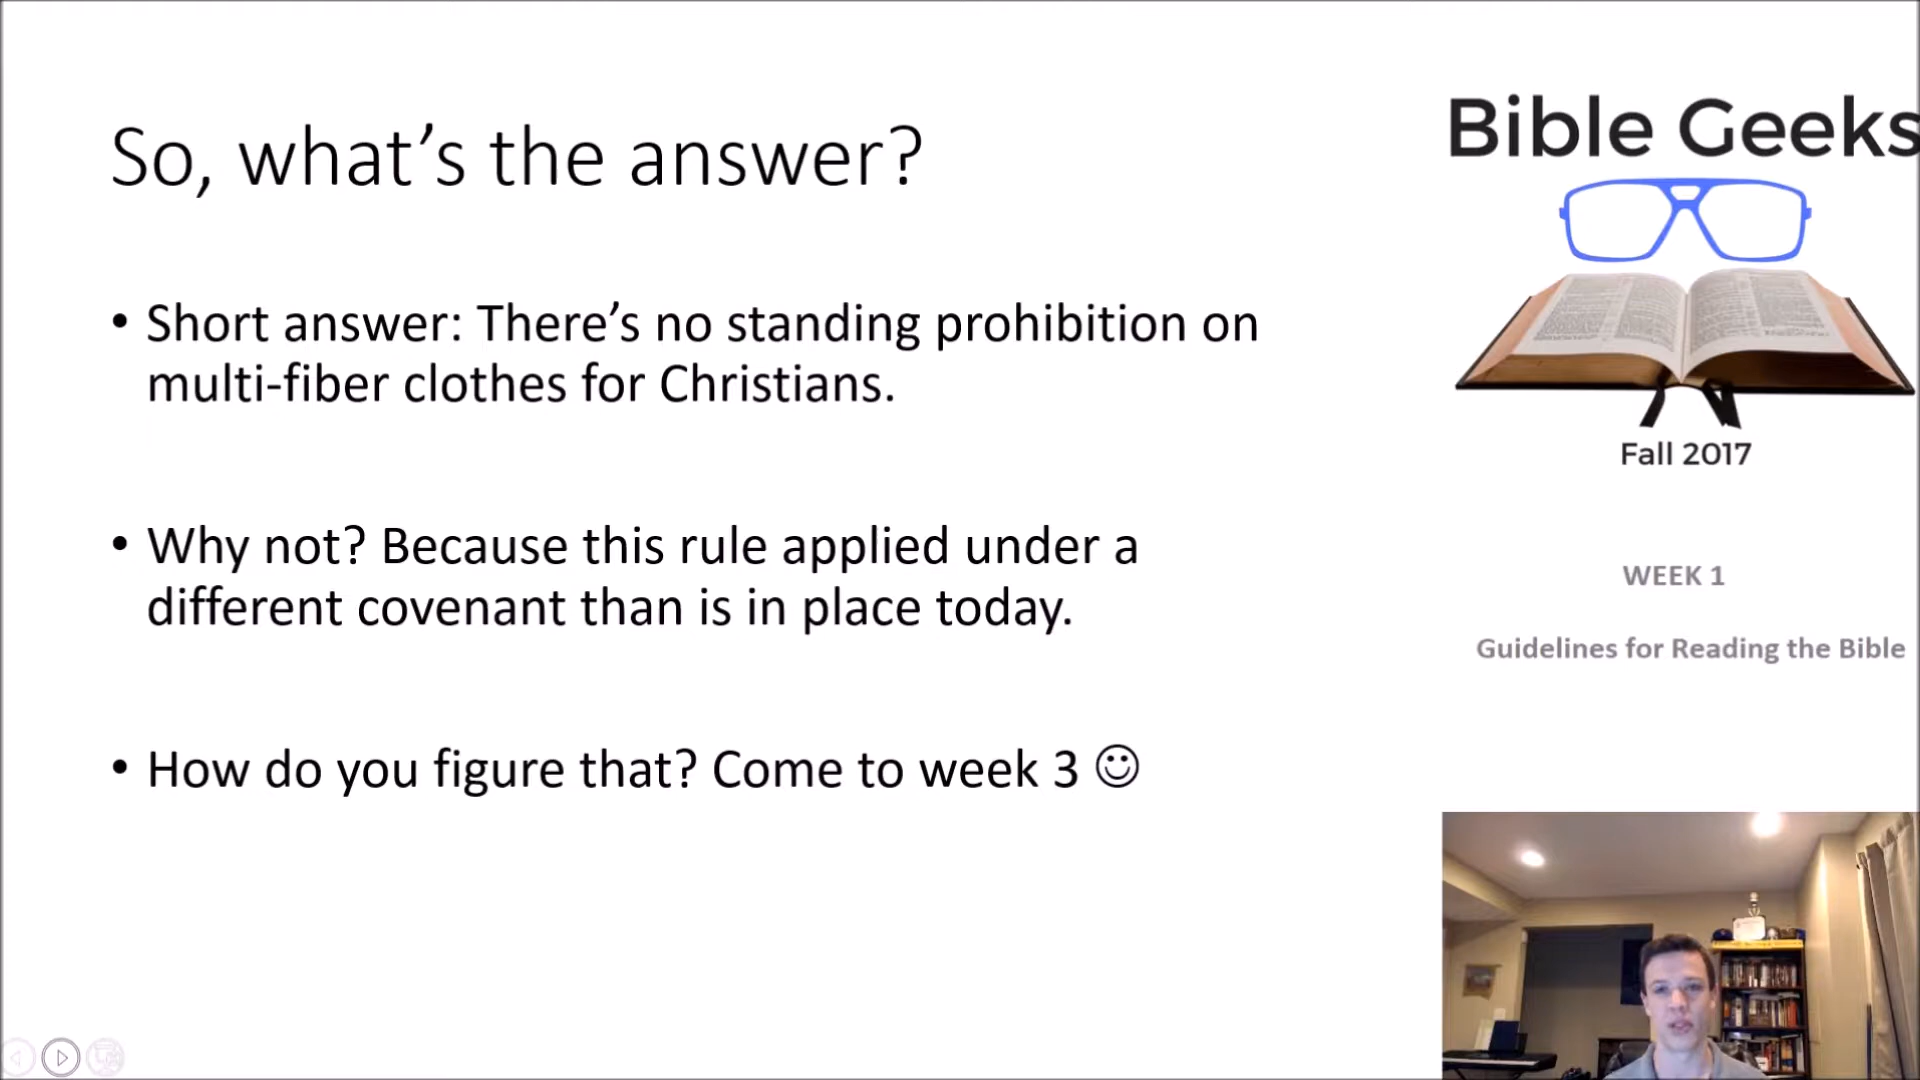 So, what's the answer?
• Short answer: There's no standing prohibition on
multi-fiber clothes for Christians.
• Why not? Because this rule applied under a
different covenant than is in place today.
• How do you figure that? Come to week 3 ☺
Bible Geeks
Fall 2017
WEEK 1
Guidelines for Reading the Bible